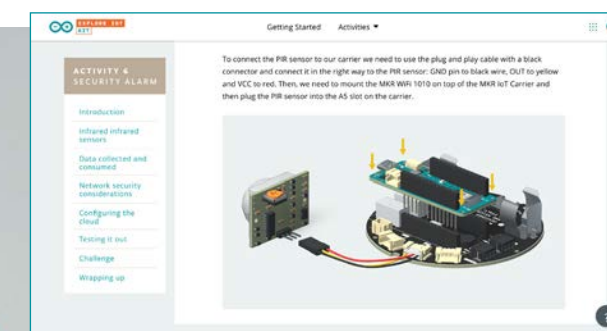 EXPLORE IOT
KIT
Getting Started Activities
ACTIVITY 6
SECURITY ALARM
Introduction
Infrared infrared
sensors
Data collected and
consumed
Network security
considerations
Configuring the
cloud
Testing it out
Challenge
Wrapping up
To connect the PIR sensor to our carrier we need to use the plug and play cable with a black
connector and connect it in the right way to the PIR sensor: GND pin to black wire, OUT to yellow
and VCC to red. Then, we need to mount the MKR WiFi 1010 on top of the MKR IoT Carrier and
then plug the PIR sensor into the A5 slot on the carrier.